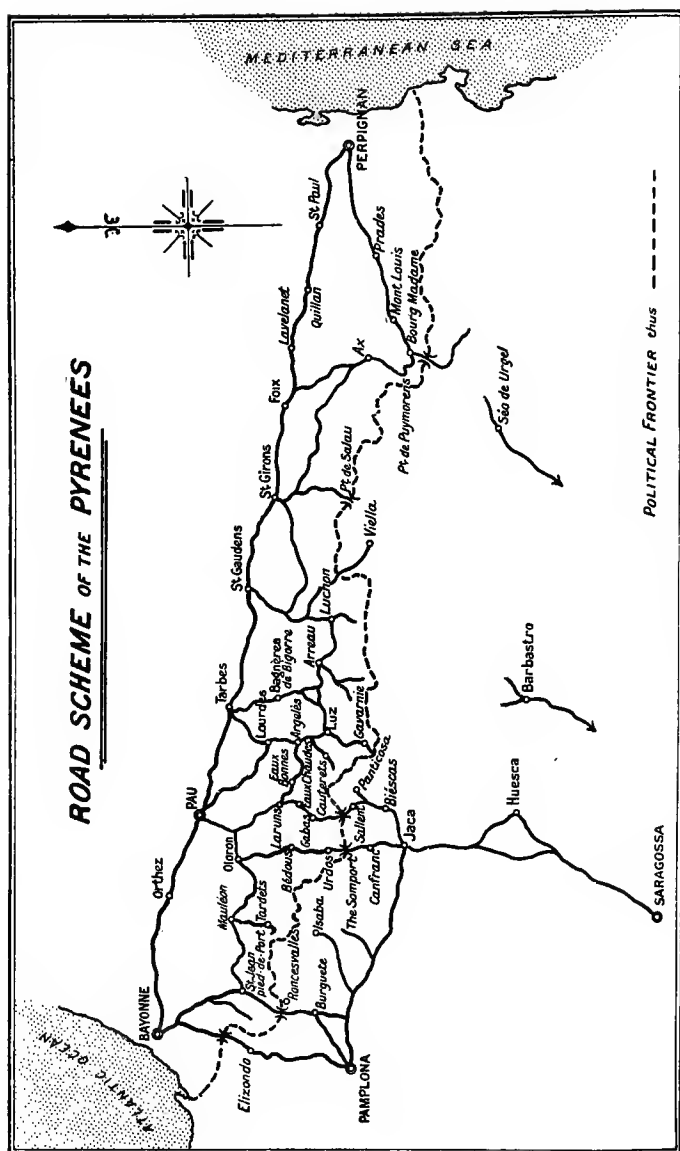 ROAD SCHEME OF THE PYRENEES
ATLANTIC OCEAN
MEDITERRANEAN SEA
BAYONNE
Orthez
PAU
Tarbes
St Gaudens
St Girons
Foix
Lavelanet
Quillan
St Paul
PERPIGNAN
Prades
Mont Louis
Bourg Madame
Ax
Pt de Puymorens
Pt de Salau
Viella
Luchon
Arreau
Bagnères
de Bigorre
Lourdes
Argelès
Luz
Gavarnie
Cauterets
Eaux
Bonnes
Eaux Chaudes
Laruns
Gabas
Oloron
Bédous
Urdos
Mauléon
Tardets
St Jean
pied-de-Port
Roncesvalles
Burguete
Elizondo
PAMPLONA
Isaba
The Somport
Canfranc
Jaca
Sallent
Panticosa
Biéscas
Huesca
SARAGOSSA
Barbastro
Séo de Urgel
POLITICAL FRONTIER thus